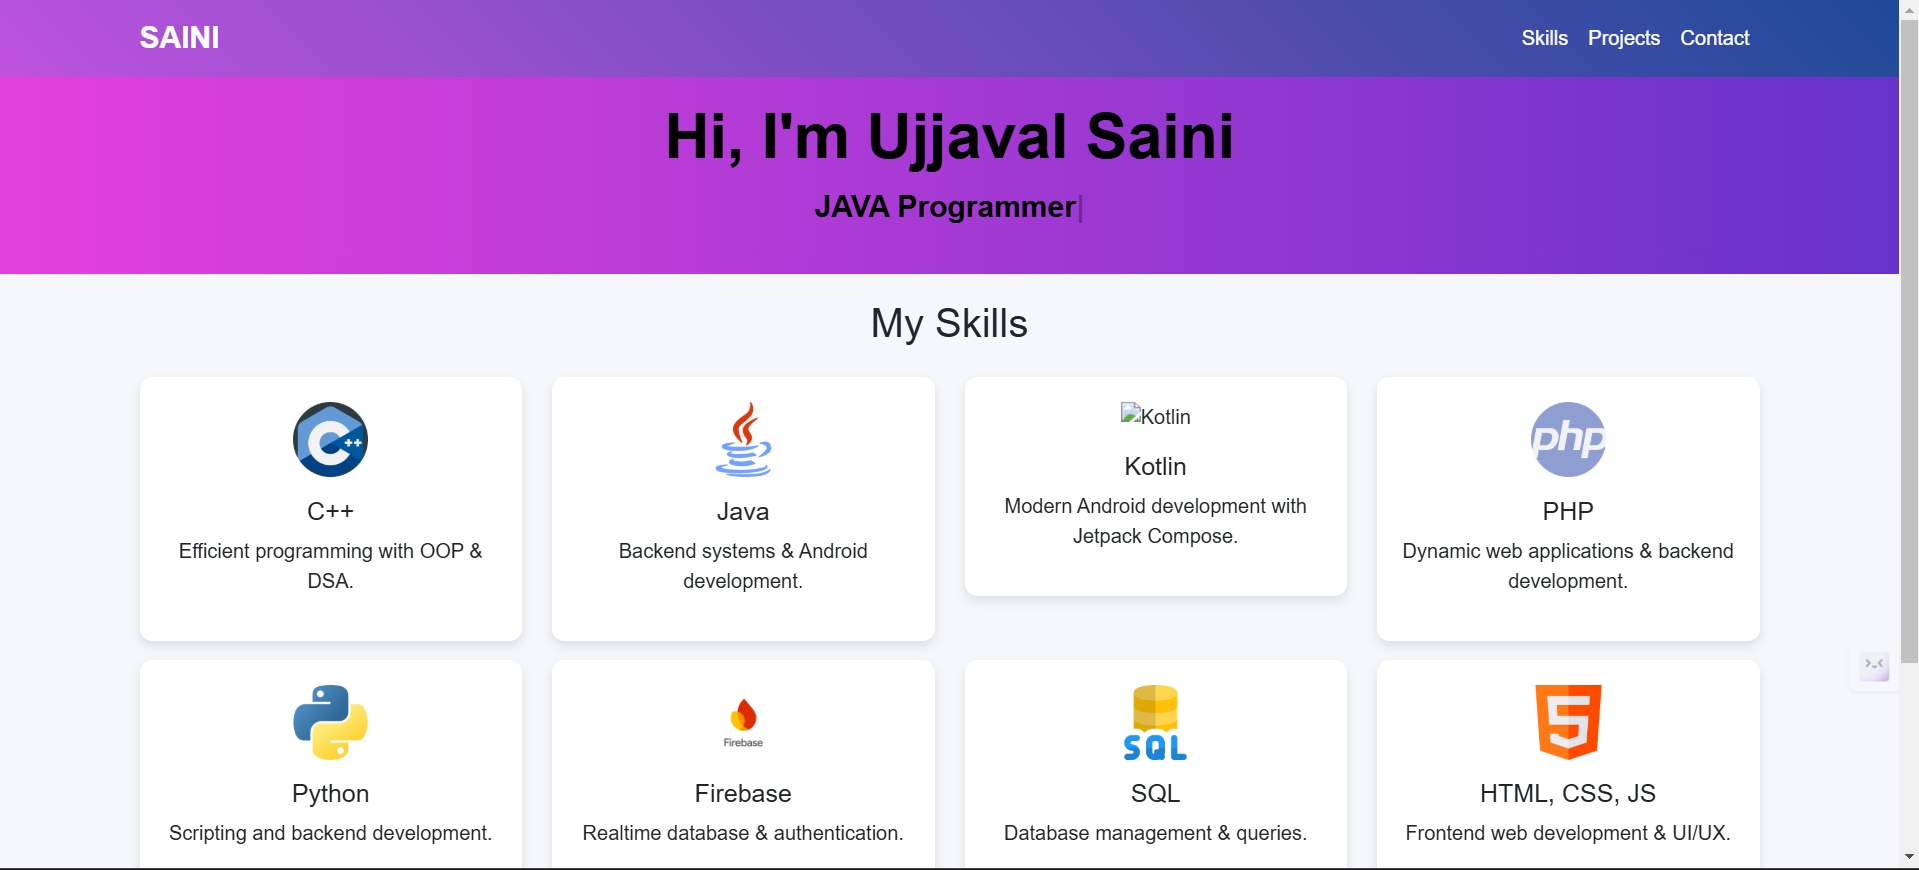 SAINI
Skills Projects Contact
Hi, I'm Ujjaval Saini
JAVA Programmer|
My Skills
C++
C++
Efficient programming with OOP &
DSA.
Java
Backend systems & Android
development.
Kotlin
Kotlin
Modern Android development with
Jetpack Compose.
php
PHP
Dynamic web applications & backend
development.
Python
Scripting and backend development.
Firebase
Firebase
Realtime database & authentication.
SQL
SQL
Database management & queries.
5
HTML, CSS, JS
Frontend web development & UI/UX.